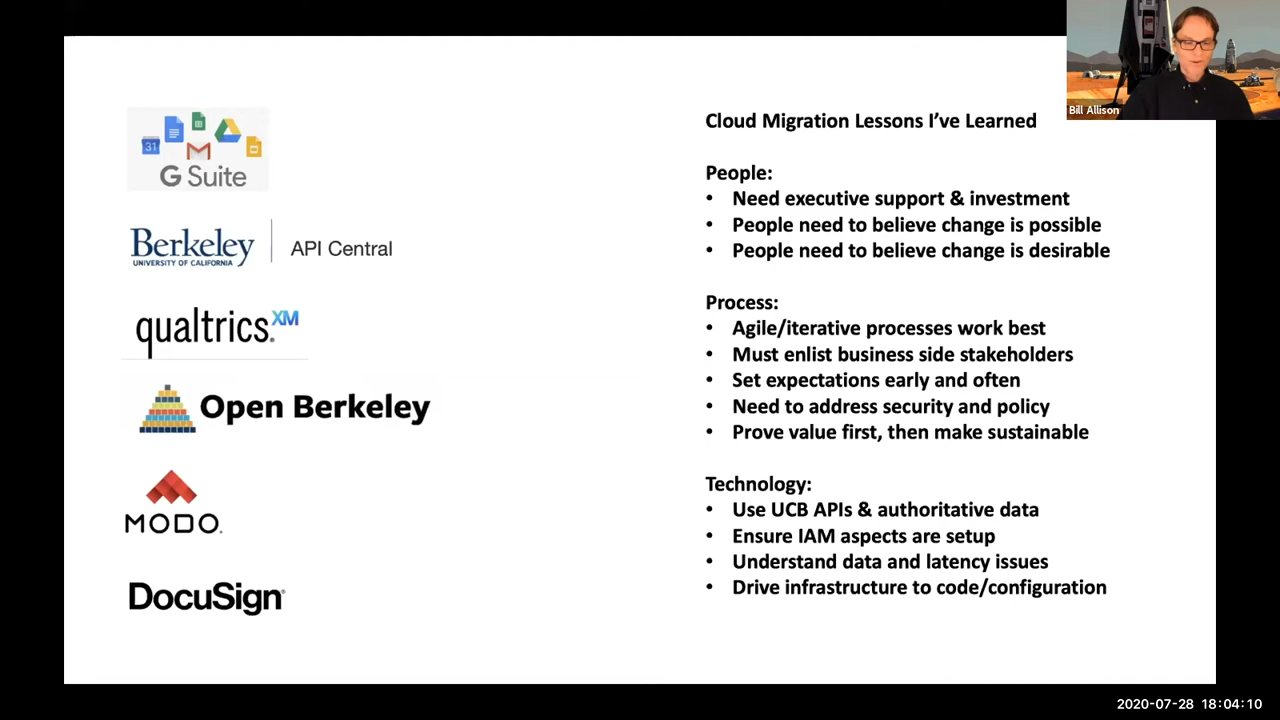 Bill Allison
31
G Suite
Berkeley
UNIVERSITY OF CALIFORNIA
API Central
qualtrics.XM
Open Berkeley
MODO.
DocuSign®
Cloud Migration Lessons I've Learned
People:
• Need executive support & investment
• People need to believe change is possible
• People need to believe change is desirable
Process:
• Agile/iterative processes work best
• Must enlist business side stakeholders
• Set expectations early and often
• Need to address security and policy
• Prove value first, then make sustainable
Technology:
• Use UCB APIs & authoritative data
• Ensure IAM aspects are setup
• Understand data and latency issues
• Drive infrastructure to code/configuration
2020-07-28 18:04:10